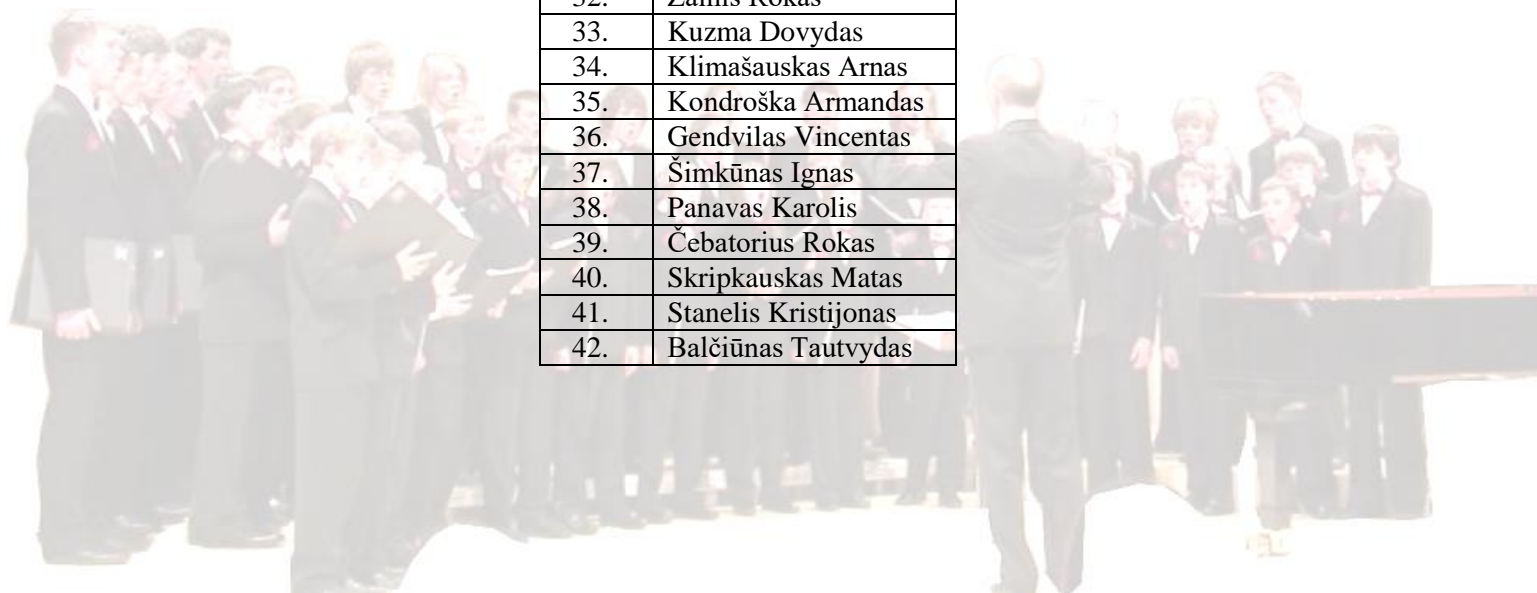 33. Kuzma Dovydas
34. Klimašauskas Arnas
35. Kondroška Armandas
36. Gendvilas Vincentas
37. Šimkūnas Ignas
38. Panavas Karolis
39. Čebatorius Rokas
40. Skripkauskas Matas
41. Stanelis Kristijonas
42. Balčiūnas Tautvydas